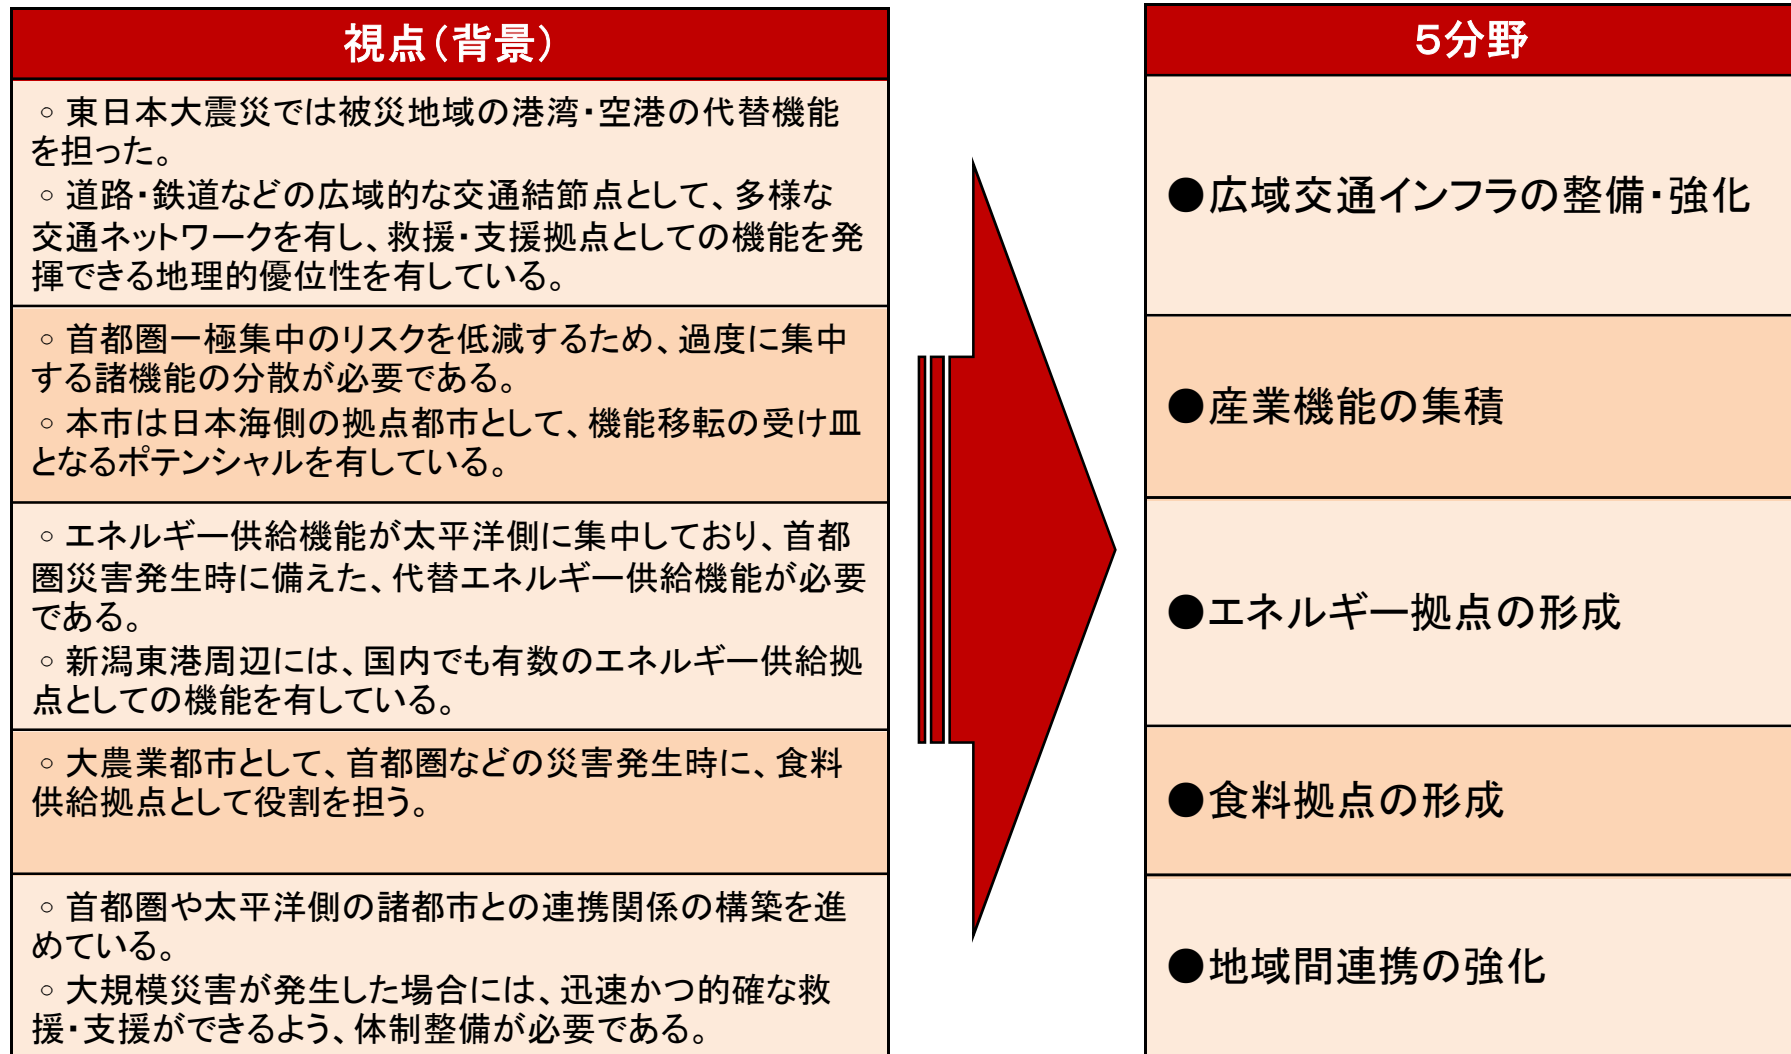 視点（背景）
◦ 東日本大震災では被災地域の港湾・空港の代替機能
を担った。
◦ 道路・鉄道などの広域的な交通結節点として、多様な
交通ネットワークを有し、救援・支援拠点としての機能を発
揮できる地理的優位性を有している。
◦ 首都圏一極集中のリスクを低減するため、過度に集中
する諸機能の分散が必要である。
◦ 本市は日本海側の拠点都市として、機能移転の受け皿
となるポテンシャルを有している。
◦ エネルギー供給機能が太平洋側に集中しており、首都
圏災害発生時に備えた、代替エネルギー供給機能が必要
である。
◦ 新潟東港周辺には、国内でも有数のエネルギー供給拠
点としての機能を有している。
◦ 大農業都市として、首都圏などの災害発生時に、食料
供給拠点として役割を担う。
◦ 首都圏や太平洋側の諸都市との連携関係の構築を進
めている。
◦ 大規模災害が発生した場合には、迅速かつ的確な救
援・支援ができるよう、体制整備が必要である。
５分野
●広域交通インフラの整備・強化
●産業機能の集積
●エネルギー拠点の形成
●食料拠点の形成
●地域間連携の強化